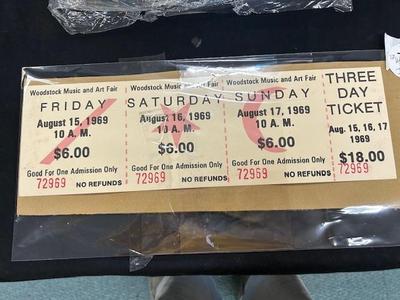 Woodstock Music and Art Fair
FRIDAY
August 15, 1969
10 A. M.
$6.00
Good For One Admission Only
72969 NO REFUNDS
Woodstock Music and Art Fair
SATURDAY
August 16, 1969
10 A. M.
$6.00
Good For One Admission Only
72969 NO REFUNDS
Woodstock Music and Art Fair
SUNDAY
August 17, 1969
10 A. M.
$6.00
Good For One Admission Only
72969 NO REFUNDS
THREE
DAY
TICKET
Aug. 15, 16, 17
1969
$18.00
72969